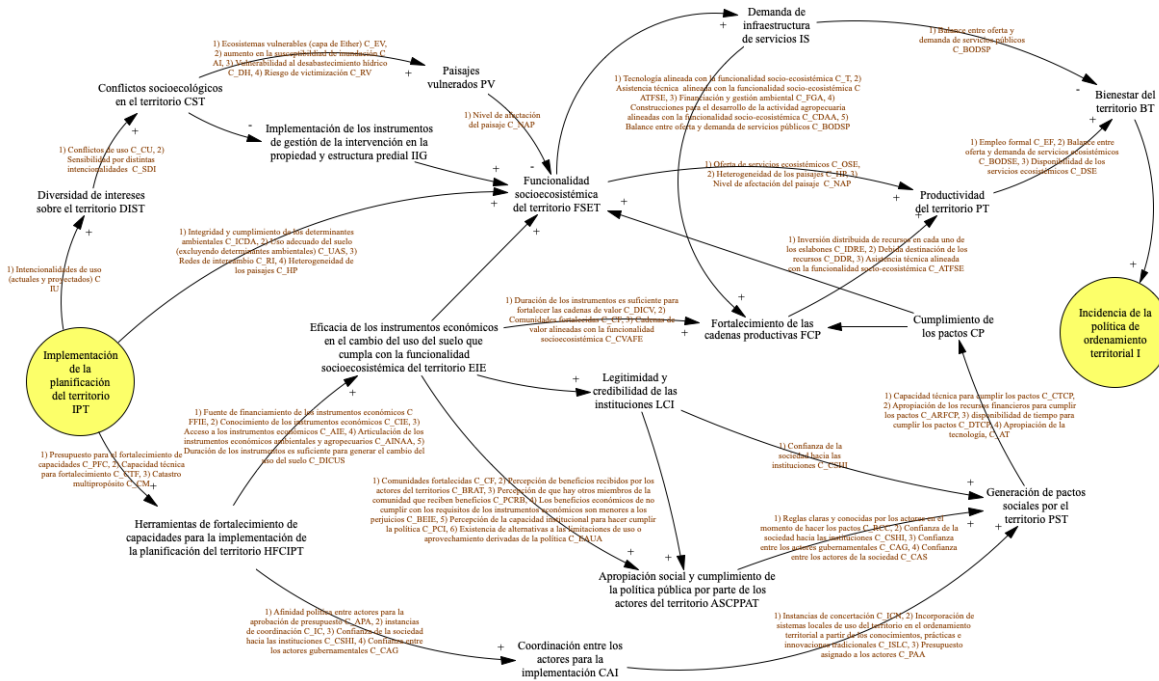 Demanda de
infraestructura
de servicios IS
+
1) Balance entre oferta y
demanda de servicios públicos
C_BODSP
-
Bienestar del
territorio BT
+
1) Ecosistemas vulnerables (capa de Ether) C_EV,
2) aumento en la susceptibilidad de inundación C
AI, 3) Vulnerabilidad al desabastecimiento hídrico
C_DH, 4) Riesgo de victimización C_RV
+
Paisajes
vulnerados PV
Conflictos socioecológicos
en el territorio CST
+
-
Implementación de los instrumentos
de gestión de la intervención en la
propiedad y estructura predial IIG
1) Nivel de afectación
del paisaje C_NAP
-
-
1) Tecnología alineada con la funcionalidad socio-ecosistémica C_T, 2)
Asistencia técnica alineada con la funcionalidad socio-ecosistémica C
ATFSE, 3) Financiación y gestión ambiental C_FGA, 4)
Construcciones para el desarrollo de la actividad agropecuaria
alineadas con la funcionalidad socio-ecosistémica C_CDAA, 5)
Balance entre oferta y demanda de servicios públicos C_BODSP
1) Conflictos de uso C_CU, 2)
Sensibilidad por distintas
intencionalidades C_SDI
Diversidad de intereses
sobre el territorio DIST
+
Funcionalidad
socioecosistémica
del territorio FSET
+
+
+
1) Oferta de servicios ecosistémicos C_OSE,
2) Heterogeneidad de los paisajes C_HP, 3)
Nivel de afectación del paisaje C_NAP
+
Productividad
del territorio PT
+
1) Empleo formal C_EF, 2) Balance
entre oferta y demanda de servicios ecosistémicos
C_BODSE, 3) Disponibilidad de los
servicios ecosistémicos C_DSE
1) Intencionalidades de uso
(actuales y proyectados) C
IU
1) Integridad y cumplimiento de los determinantes
ambientales C_ICDA, 2) Uso adecuado del suelo
(excluyendo determinantes ambientales) C_UAS, 3)
Redes de intercambio C_RI, 4) Heterogeneidad de
los paisajes C_HP
1) Inversión distribuida de recursos en cada uno de
los eslabones C_IDRE, 2) Debida destinación de los
recursos C_DDR, 3) Asistencia técnica alineada
con la funcionalidad socio-ecosistémica C_ATFSE
+
Incidencia de la
política de
ordenamiento
territorial I
Implementación
de la
planificación
del territorio
IPT
Eficacia de los instrumentos económicos
en el cambio del uso del suelo que
cumpla con la funcionalidad
socioecosistémica del territorio EIE
+
1) Duración de los instrumentos es suficiente para
fortalecer las cadenas de valor C_DICV, 2)
Comunidades fortalecidas C_CF, 3) Cadenas de
valor alineadas con la funcionalidad
socioecosistémica C_CVAFE
+
+
Fortalecimiento de las
cadenas productivas FCP
+
Cumplimiento de
los pactos CP
+
1) Fuente de financiamiento de los instrumentos económicos C
FFIE, 2) Conocimiento de los instrumentos económicos C_CIE, 3)
Acceso a los instrumentos económicos C_AIE, 4) Articulación de los
instrumentos económicos ambientales y agropecuarios C_AINAA, 5)
Duración de los instrumentos es suficiente para generar el cambio del
uso del suelo C_DICUS
+
Legitimidad y
credibilidad de las
instituciones LCI
1) Capacidad técnica para cumplir los pactos C_CTCP,
2) Apropiación de los recursos financieros para cumplir
los pactos C_ARFCP, 3) disponibilidad de tiempo para
cumplir los pactos C_DTCP, 4) Apropiación de la
tecnología, C_AT
1) Presupuesto para el fortalecimiento de
capacidades C_PFC, 2) Capacidad técnica
para fortalecimiento C_CTF, 3) Catastro
multipropósito C_CM
+
Herramientas de fortalecimiento de
capacidades para la implementación de
la planificación del territorio HFCIPT
1) Confianza de la
sociedad hacia las
instituciones C_CSHI
+
1) Comunidades fortalecidas C_CF, 2) Percepción de beneficios recibidos por los
actores del territorios C_BRAT, 3) Percepción de que hay otros miembros de la
comunidad que reciben beneficios C_PCRB, 4) Los beneficios económicos de no
cumplir con los requisitos de los instrumentos económicos son menores a los
perjuicios C_BEIE, 5) Percepción de la capacidad institucional para hacer cumplir
la política C_PCI, 6) Existencia de alternativas a las limitaciones de uso o
aprovechamiento derivadas de la política C_EAUA
+
+
Generación de pactos
sociales por el
territorio PST
+
+
1) Reglas claras y conocidas por los actores en el
momento de hacer los pactos C_RCC, 2) Confianza de la
sociedad hacia las instituciones C_CSHI, 3) Confianza
entre los actores gubernamentales C_CAG, 4) Confianza
entre los actores de la sociedad C_CAS
Apropiación social y cumplimiento de
la política pública por parte de los
actores del territorio ASCPPAT
1) Afinidad política entre actores para la
aprobación de presupuesto C_APA, 2) instancias
de coordinación C_IC, 3) Confianza de la sociedad
hacia las instituciones C_CSHI, 4) Confianza entre
los actores gubernamentales C_CAG
+
Coordinación entre los
actores para la
implementación CAI
1) Instancias de concertación C_ICN, 2) Incorporación de
sistemas locales de uso del territorio en el ordenamiento
territorial a partir de los conocimientos, prácticas e
innovaciones tradicionales C_ISLC, 3) Presupuesto
asignado a los actores C_PAA